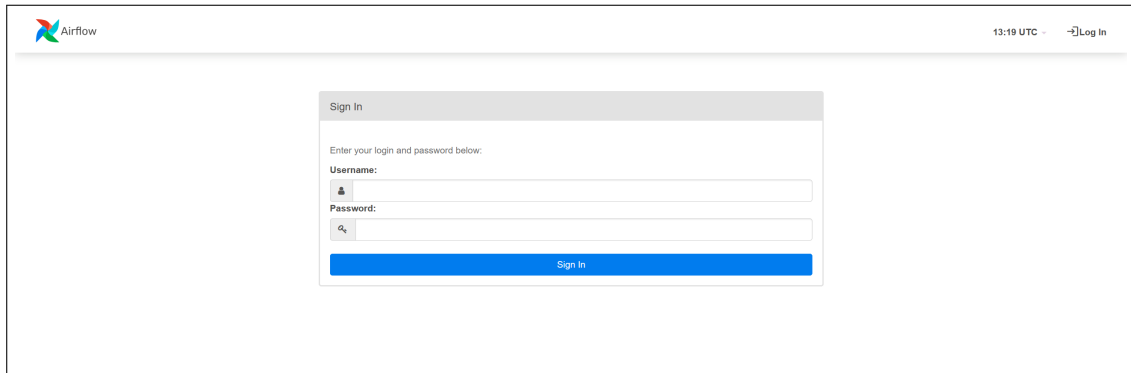 Airflow
13:19 UTC
Log In
Sign In
Enter your login and password below:
Username:
Password:
Sign In